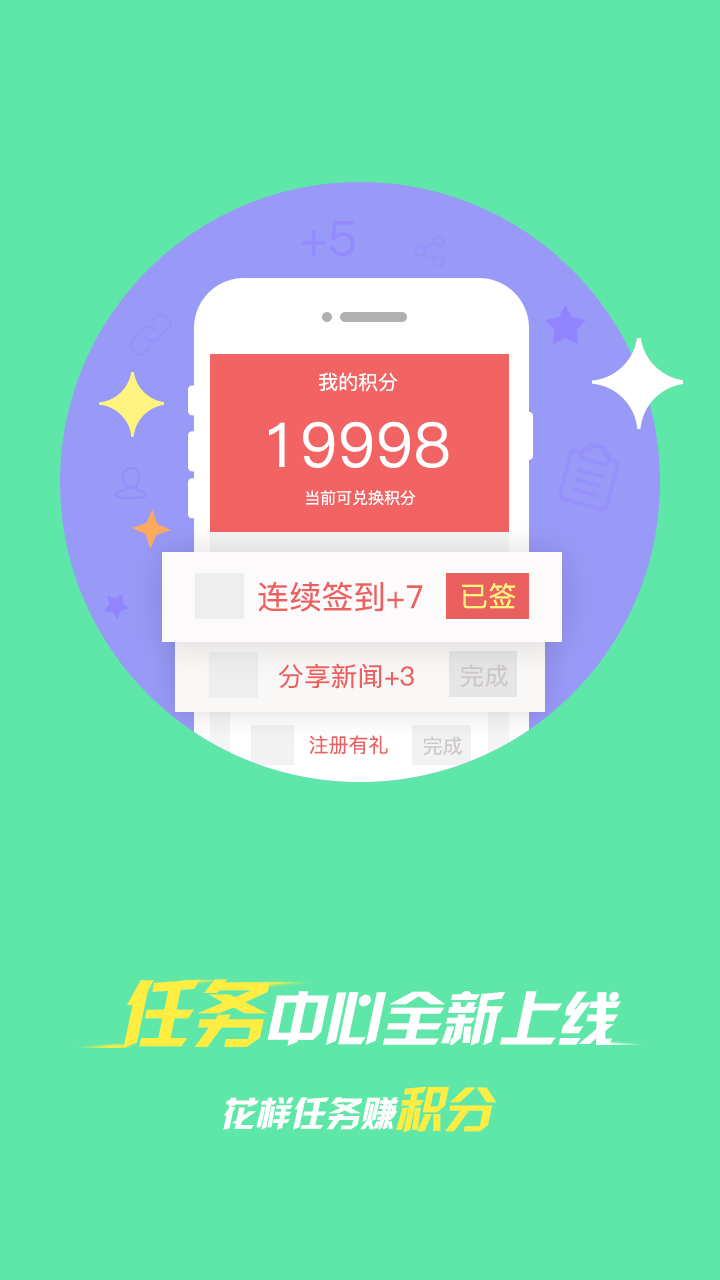 +5
我的积分
19998
当前可兑换积分
连续签到+7 已签
分享新闻+3 完成
注册有礼 完成
任务中心全新上线
花样任务赚积分